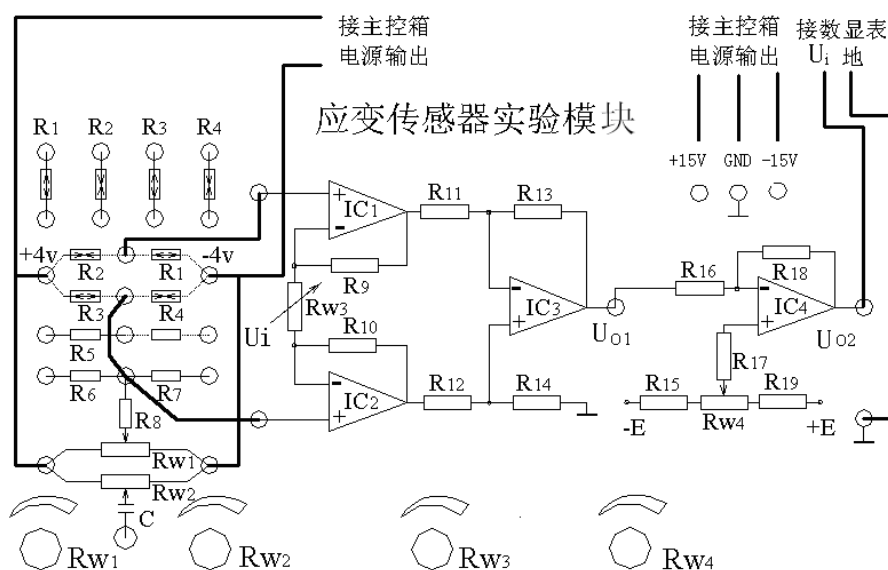 接主控箱
电源输出
接主控箱
电源输出
接数显表
Ui 地
应变传感器实验模块
R1 R2 R3 R4
+15V GND -15V
+4v -4v
R2 R1
R3 R4
R5
R6 R7
R8
Rw1
Rw2
C
IC1
R9
Rw3
Ui
R10
IC2
R11 R13
IC3
R12 R14
Uo1
R16 R18
IC4
R17
Uo2
R15 R19
-E Rw4 +E
Rw1 Rw2 Rw3 Rw4